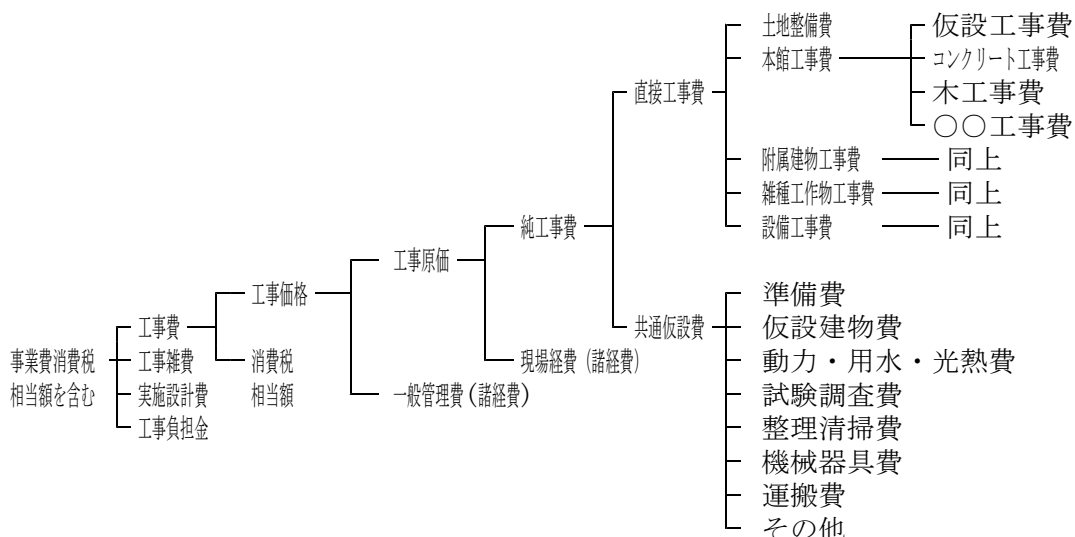 土地整備費
仮設工事費
本館工事費
コンクリート工事費
直接工事費
木工事費
〇〇工事費
附属建物工事費
同上
雑種工作物工事費
同上
純工事費
設備工事費
同上
工事原価
工事価格
準備費
工事費
共通仮設費
仮設建物費
事業費消費税
相当額を含む
工事雑費
消費税
相当額
現場経費(諸経費)
動力・用水・光熱費
実施設計費
一般管理費(諸経費)
試験調査費
工事負担金
整理清掃費
機械器具費
運搬費
その他